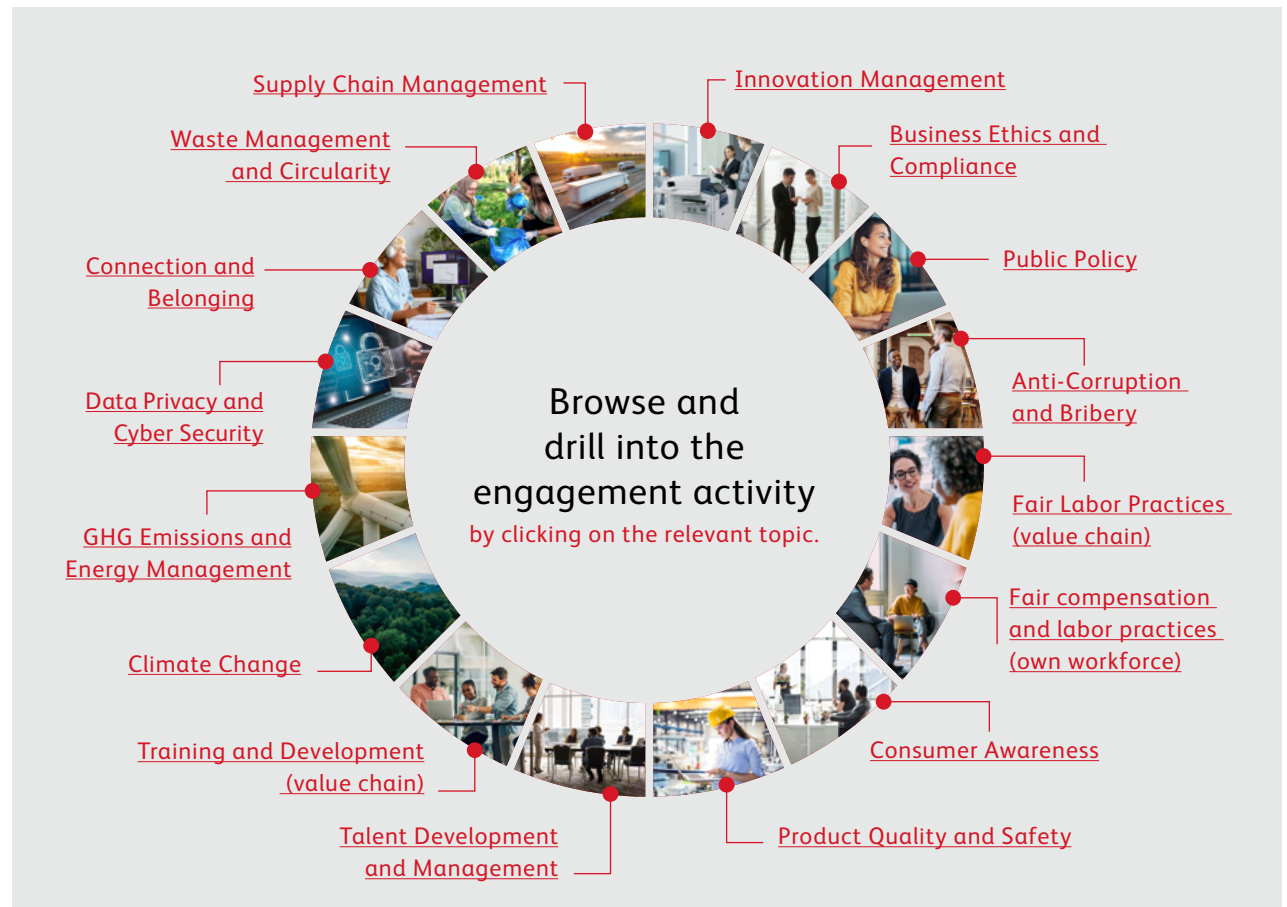 Supply Chain Management
Innovation Management
Waste Management
and Circularity
Business Ethics and
Compliance
Connection and
Belonging
Public Policy
Data Privacy and
Cyber Security
Anti-Corruption
and Bribery
Browse and
drill into the
engagement activity
by clicking on the relevant topic.
GHG Emissions and
Energy Management
Fair Labor Practices
(value chain)
Fair compensation
and labor practices
(own workforce)
Climate Change
Consumer Awareness
Training and Development
(value chain)
Talent Development
and Management
Product Quality and Safety